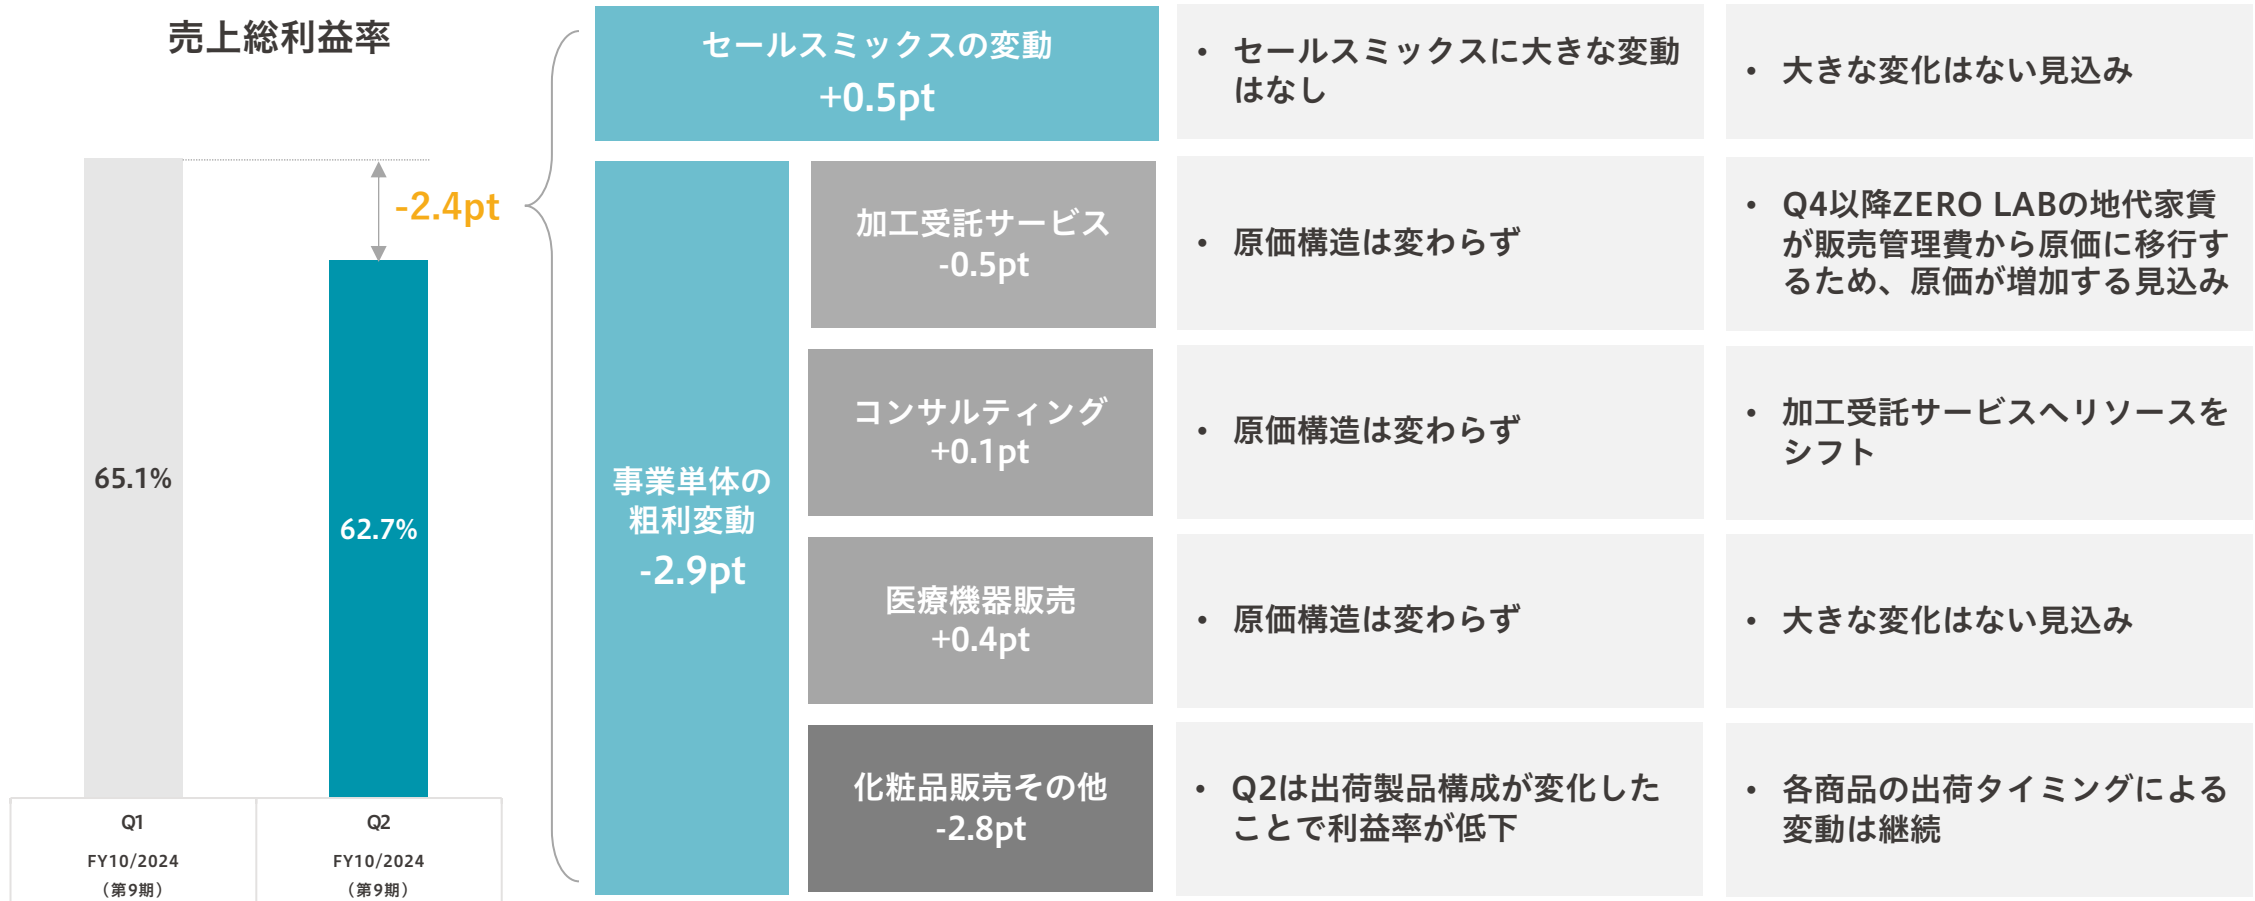 売上総利益率
65.1%
62.7%
-2.4pt
Q1
FY10/2024
（第9期）
Q2
FY10/2024
（第9期）
セールスミックスの変動
+0.5pt
• セールスミックスに大きな変動
はなし
• 大きな変化はない見込み
事業単体の
粗利変動
-2.9pt
加工受託サービス
-0.5pt
• 原価構造は変わらず
• Q4以降ZERO LABの地代家賃
が販売管理費から原価に移行す
るため、原価が増加する見込み
コンサルティング
+0.1pt
• 原価構造は変わらず
• 加工受託サービスへリソースを
シフト
医療機器販売
+0.4pt
• 原価構造は変わらず
• 大きな変化はない見込み
化粧品販売その他
-2.8pt
• Q2は出荷製品構成が変化した
ことで利益率が低下
• 各商品の出荷タイミングによる
変動は継続